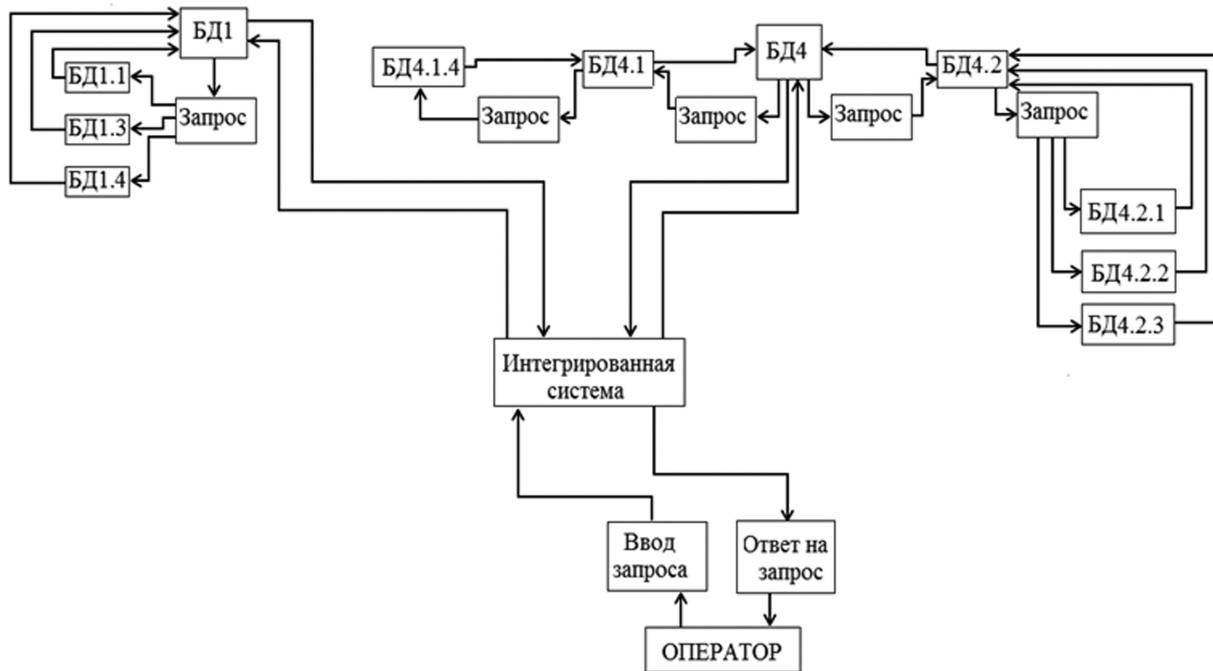 БД1
БД1.1
Запрос
БД1.3
БД1.4
БД4.1.4
Запрос
БД4.1
Запрос
БД4
Запрос
БД4.2
Запрос
БД4.2.1
БД4.2.2
БД4.2.3
Интегрированная
система
Ввод
запроса
Ответ на
запрос
ОПЕРАТОР